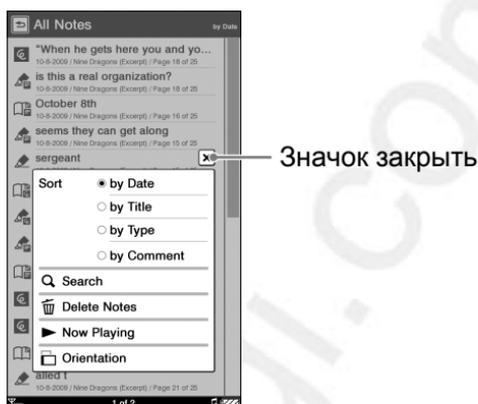 All Notes by Date
"When he gets here you and yo...
10-8-2009 / Nine Dragons (Excerpt) / Page 18 of 25
is this a real organization?
10-8-2009 / Nine Dragons (Excerpt) / Page 18 of 25
October 8th
10-8-2009 / Nine Dragons (Excerpt) / Page 16 of 25
seems they can get along
10-8-2009 / Nine Dragons (Excerpt) / Page 15 of 25
sergeant
Значок закрыть
Sort
by Date
by Title
by Type
by Comment
Search
Delete Notes
Now Playing
Orientation
alled t
10-8-2009 / Nine Dragons (Excerpt) / Page 21 of 25
1 of 2